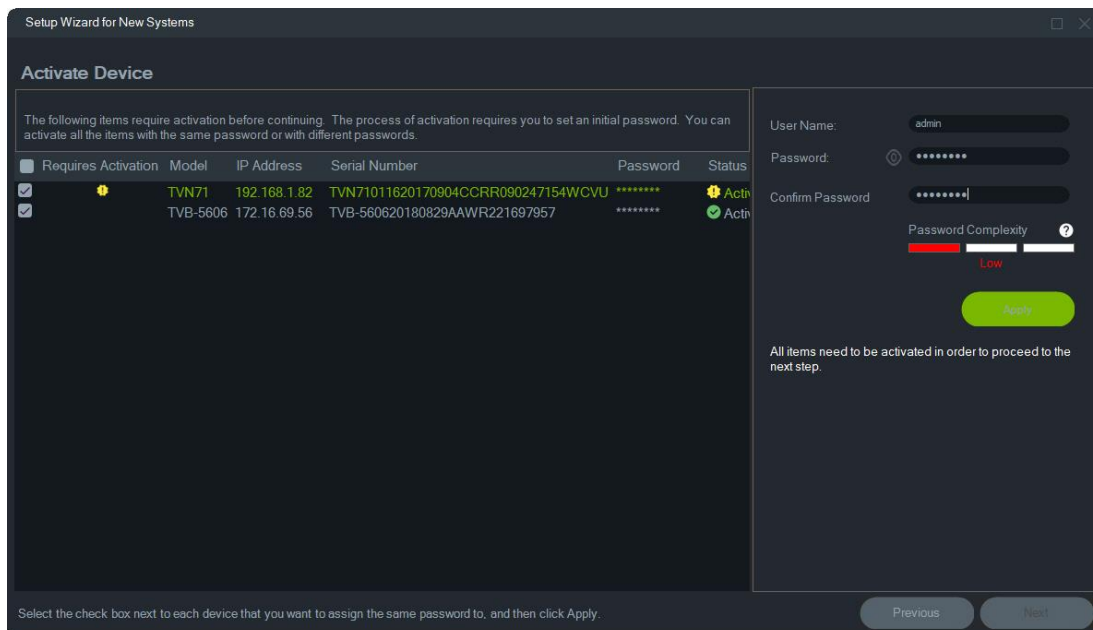 Setup Wizard for New Systems
Activate Device
The following items require activation before continuing. The process of activation requires you to set an initial password. You can
activate all the items with the same password or with different passwords.
Requires Activation Model IP Address Serial Number Password Status
TVN71 192.168.1.82 TVN71011620170904CCRR090247154WCVU ******** Activ
TVB-5606 172.16.69.56 TVB-560620180829AAWR221697957 ******** Activ
User Name: admin
Password: ••••••••
Confirm Password ••••••••
Password Complexity ?
Low
Apply
All items need to be activated in order to proceed to the
next step.
Select the check box next to each device that you want to assign the same password to, and then click Apply.
Previous Next